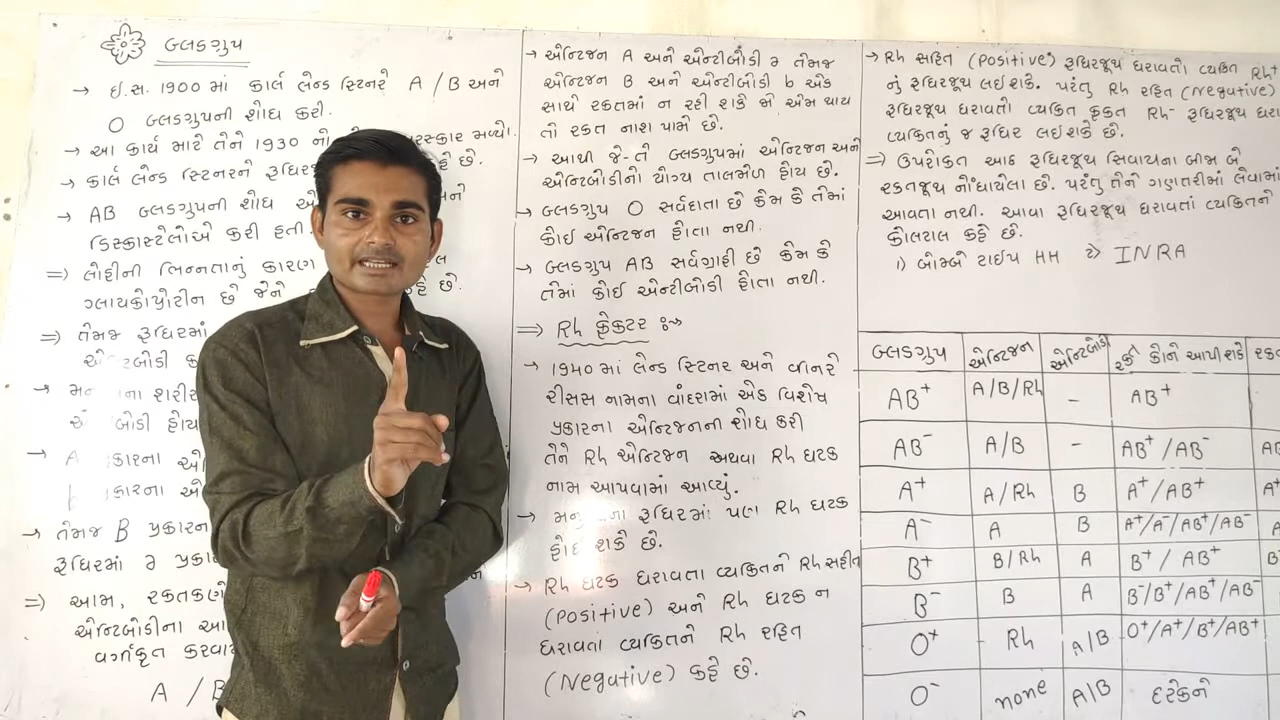 બ્લડગ્રુપ
→ ઈ.સ. 1900 માં કાર્લ લેન્ડ સ્ટિનરે A / B અને
O બ્લડગ્રુપની શોધ કરી.
→ આ કાર્ય માટે તેને 1930 નો મળ્યો.
→ કાર્લ લેન્ડ સ્ટિનરને કહે છે.
→ AB બ્લડગ્રુપની શોધ
ડિસ્કાસ્ટેલોએ કરી હતી.
⇒ લોહીની ભિન્નતાનું કારણ
ગ્લાયકોપ્રોટીન છે જેને કહે છે.
⇒ તેમજ રૂધિરમાં
→ તેમજ B પ્રકારના
રૂધિરમાં a
⇒ આમ, રક્તકણો
એન્ટિબોડીના
વર્ગીકૃત
A / B
→ એન્ટિજન A અને એન્ટીબોડી a તેમજ
એન્ટિજન B અને એન્ટીબોડી b એક
સાથે રક્તમાં ન રહી શકે જો એમ થાય
તો રક્ત નાશ પામે છે.
→ આથી જે-તે બ્લડગ્રુપમાં એન્ટિજન અને
એન્ટીબોડીનો યોગ્ય તાલમેળ હોય છે.
→ બ્લડગ્રુપ O સર્વદાતા છે કેમ કે તેમાં
કોઈ એન્ટિજન હોતા નથી.
→ બ્લડગ્રુપ AB સર્વગ્રાહી છે કેમ કે
તેમાં કોઈ એન્ટીબોડી હોતા નથી.
⇒ Rh ફેક્ટર :→
→ 1940 માં લેન્ડ સ્ટિનર અને વાનરે
રીસસ નામના વાંદરામાં એક વિશેષ
પ્રકારના એન્ટિજનની શોધ કરી
તેને Rh એન્ટિજન અથવા Rh ઘટક
નામ આપવામાં આવ્યું.
→ રૂધિરમાં પણ Rh ઘટક
હોઈ શકે છે.
→ Rh ઘટક ધરાવતા વ્યક્તિને Rh સહીત
(Positive) અને Rh ઘટક ન
ધરાવતાં વ્યક્તિને Rh રહિત
(Negative) કહે છે.
→ Rh સહિત (Positive) રૂધિરજૂથ ધરાવતો વ્યક્તિ Rh+
નું રૂધિરજૂથ લઈ શકે. પરંતુ Rh રહિત (Negative)
રૂધિરજૂથ ધરાવતો વ્યક્તિ ફક્ત Rh- રૂધિરજૂથ
વ્યક્તિનું જ રૂધિર લઈ શકે છે.
⇒ ઉપરોક્ત આઠ રૂધિરજૂથ સિવાયના બીજા બે
રક્તજૂથ નોંધાયેલા છે. પરંતુ તેને ગણતરીમાં લેવામાં
આવતા નથી. આવા રૂધિરજૂથ ધરાવતાં વ્યક્તિને
કોલટાલ કહે છે.
1) બોમ્બે ટાઈપ HH 2) INRA
બ્લડગ્રુપ એન્ટિજન એન્ટિબોડી રક્ત કોને આપી શકે
AB+ A/B/Rh - AB+
AB- A/B - AB+ / AB-
A+ A/Rh B A+ / AB+
A- A B A+/A-/AB+/AB-
B+ B/Rh A B+ / AB+
B- B A B-/B+/AB+/AB-
O+ Rh A/B O+/A+/B+/AB+
O- none A/B દરેકને